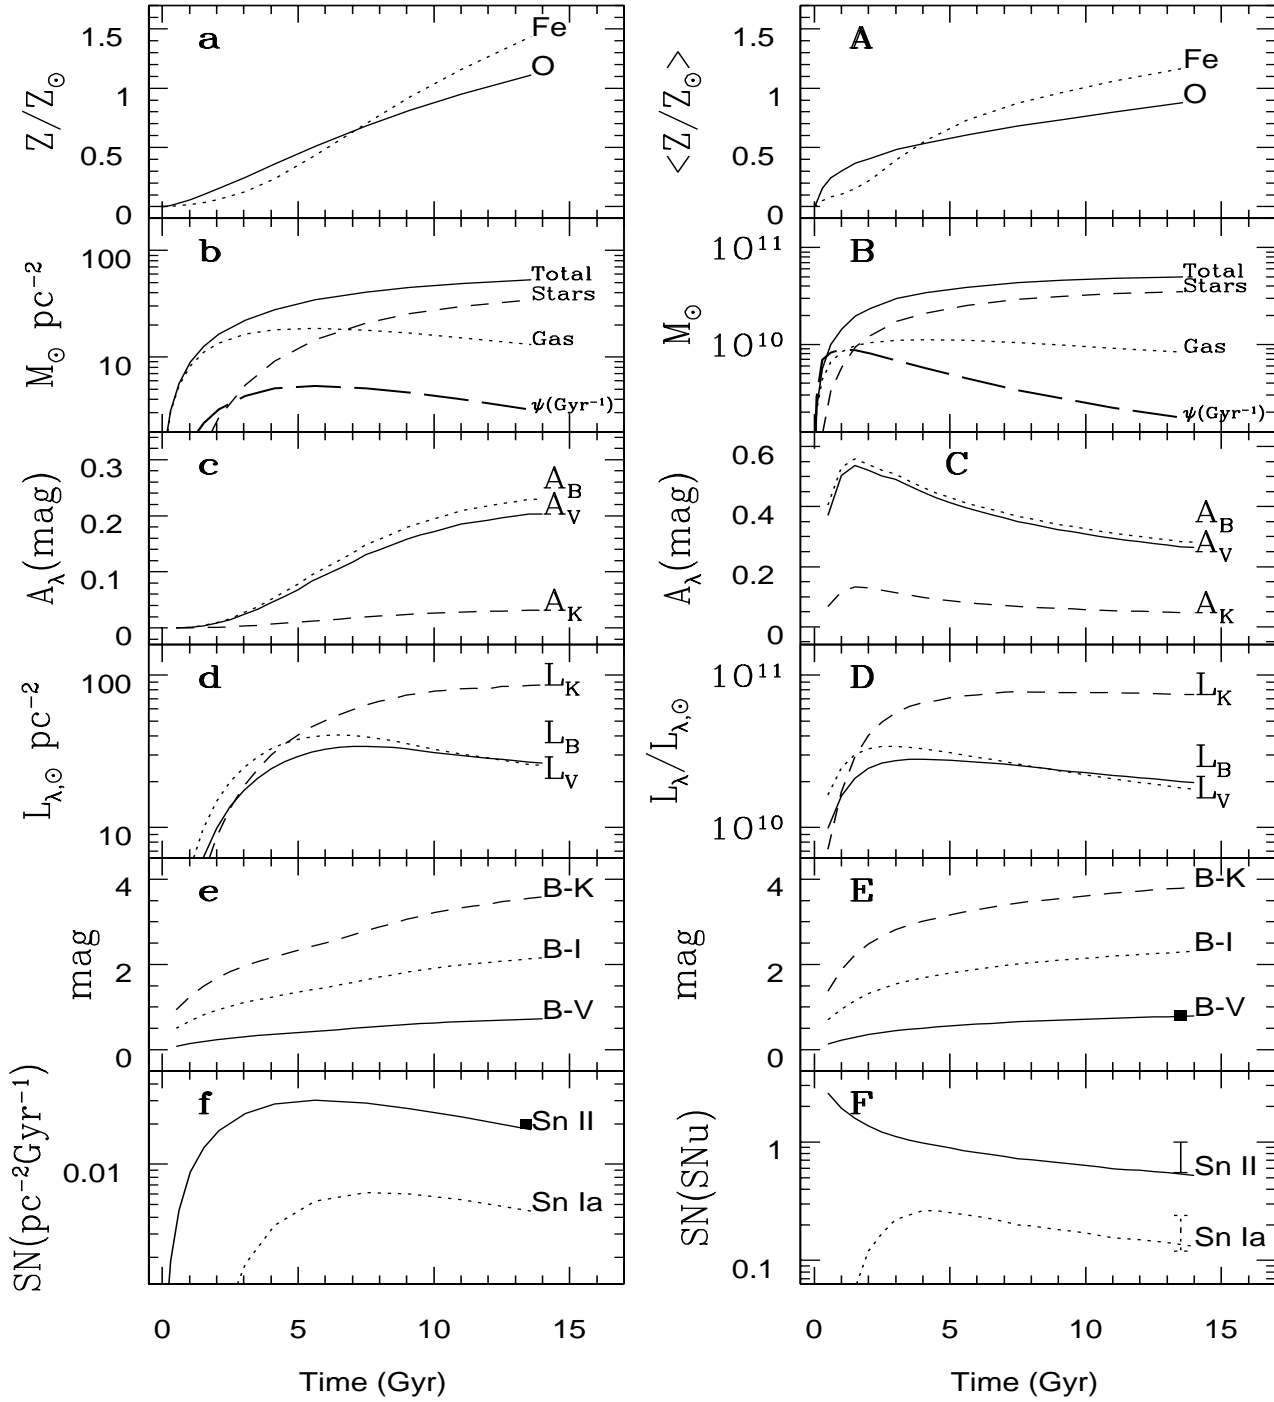 a
1.5
1
0.5
0
Z/Z⊙
Fe
O
A
1.5
1
0.5
0
<Z/Z⊙>
Fe
O
b
100
10
M⊙ pc⁻²
Total
Stars
Gas
ψ(Gyr⁻¹)
B
10¹¹
10¹⁰
M⊙
Total
Stars
Gas
ψ(Gyr⁻¹)
c
0.3
0.2
0.1
0
A_λ(mag)
A_B
A_V
A_K
C
0.6
0.4
0.2
0
A_λ(mag)
A_B
A_V
A_K
d
100
10
L_λ,⊙ pc⁻²
L_K
L_B
L_V
D
10¹¹
10¹⁰
L_λ/L_λ,⊙
L_K
L_B
L_V
e
4
2
0
mag
B-K
B-I
B-V
E
4
2
0
mag
B-K
B-I
B-V
f
0.01
SN(pc⁻²Gyr⁻¹)
Sn II
Sn Ia
F
1
0.1
SN(SNu)
Sn II
Sn Ia
0 5 10 15
Time (Gyr)
0 5 10 15
Time (Gyr)